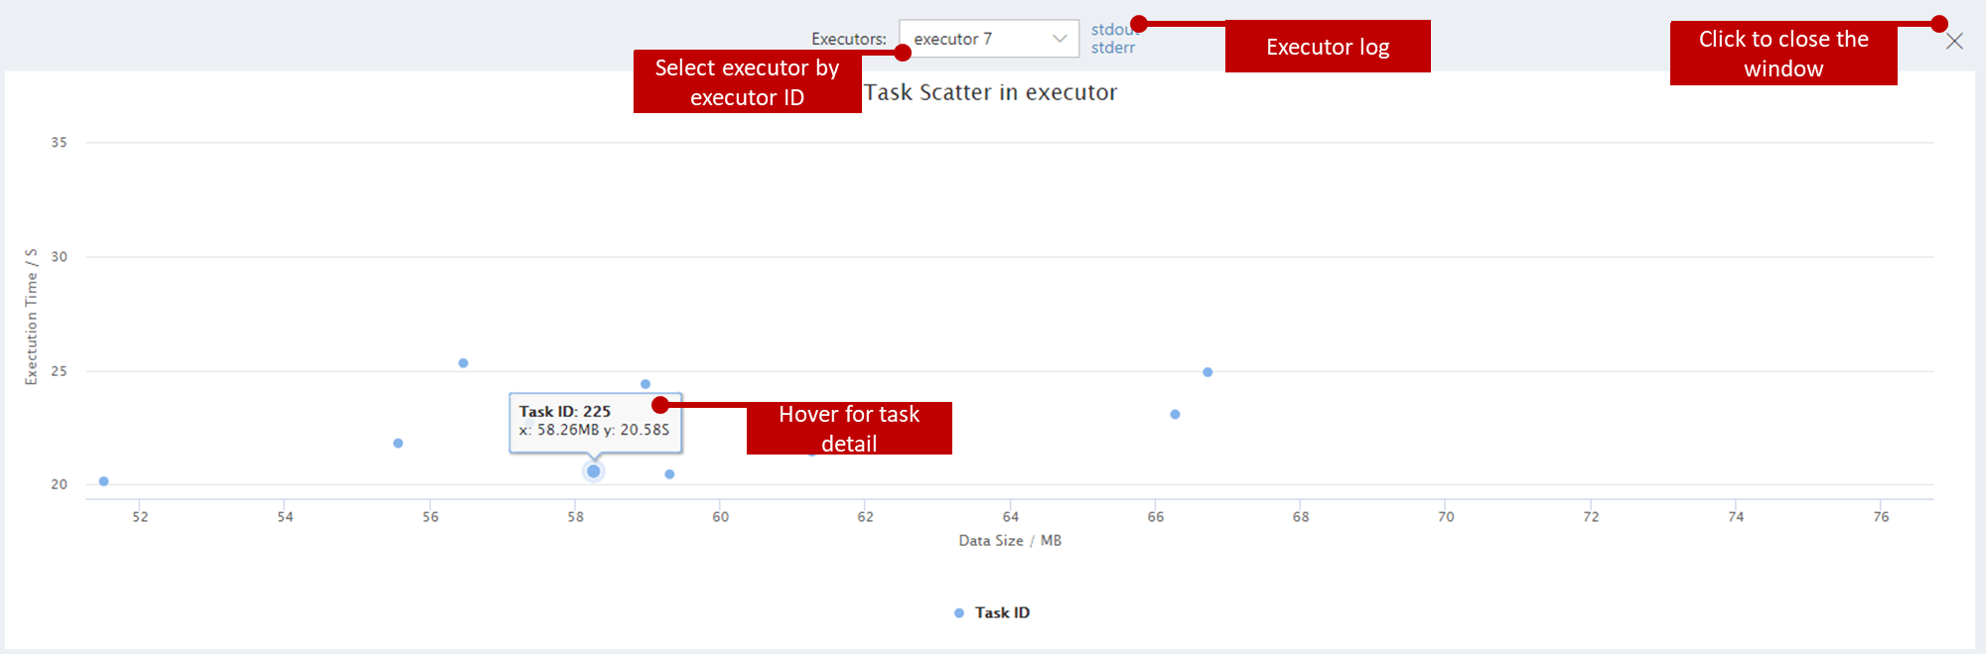 Executors: executor 7
stdout
stderr
Executor log
Click to close the
window
Select executor by
executor ID
Task Scatter in executor
35
30
25
20
Exectution Time / S
Task ID: 225
x: 58.26MB y: 20.58S
Hover for task
detail
52 54 56 58 60 62 64 66 68 70 72 74 76
Data Size / MB
Task ID